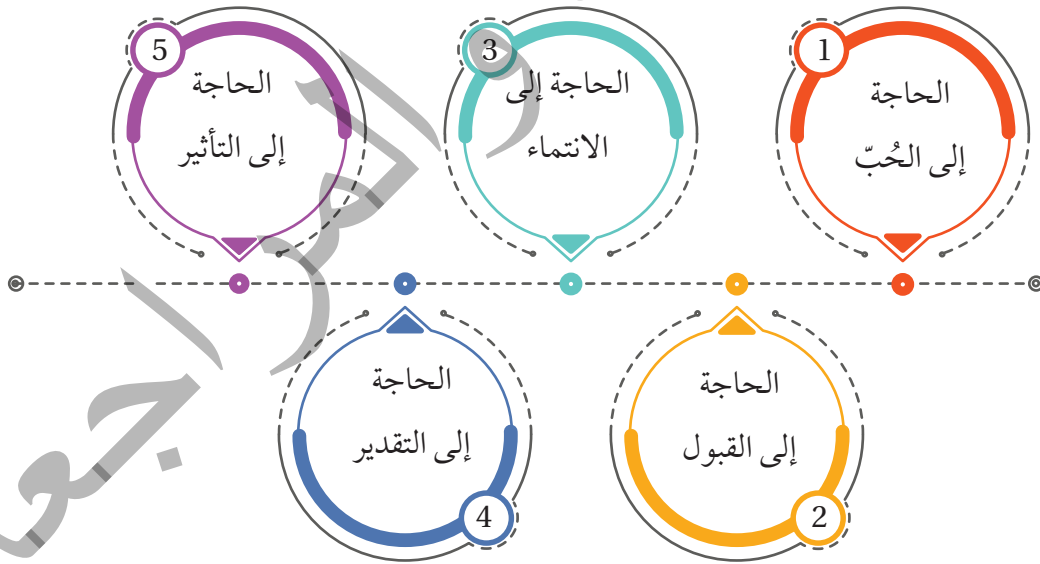 1
الحاجة
إلى الحُبّ
2
الحاجة
إلى القبول
3
الحاجة إلى
الانتماء
4
الحاجة
إلى التقدير
5
الحاجة
إلى التأثير